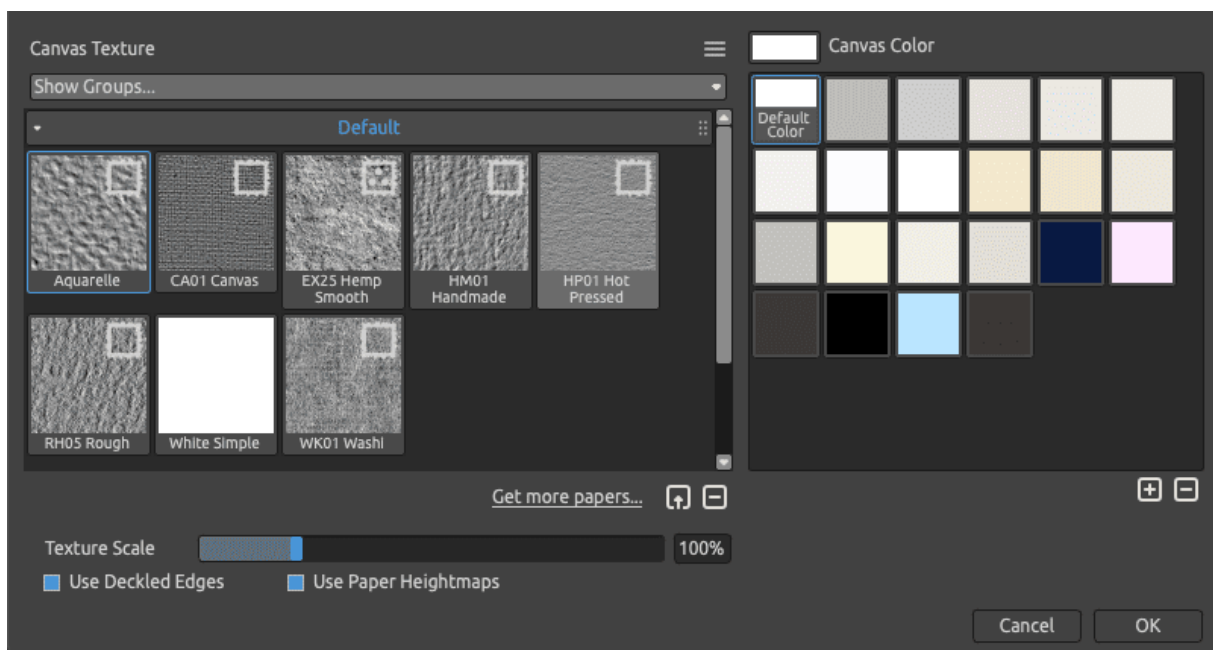 Canvas Texture
Canvas Color
Show Groups...
Default
Default
Color
Aquarelle
CA01 Canvas
EX25 Hemp
Smooth
HM01
Handmade
HP01 Hot
Pressed
RH05 Rough
White Simple
WK01 Washi
Get more papers...
Texture Scale
100%
Use Deckled Edges
Use Paper Heightmaps
Cancel
OK